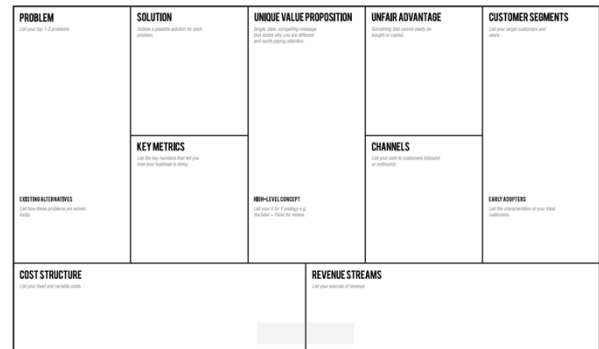 PROBLEM
List your top 1-3 problems.
EXISTING ALTERNATIVES
List how these problems are solved
today.
SOLUTION
Outline a possible solution for each
problem.
KEY METRICS
List the key numbers that tell you
how your business is doing.
UNIQUE VALUE PROPOSITION
Single, clear, compelling message
that states why you are different
and worth paying attention.
HIGH-LEVEL CONCEPT
List your X for Y analogy e.g.
YouTube = Flickr for videos.
UNFAIR ADVANTAGE
Something that cannot easily be
bought or copied.
CHANNELS
List your path to customers (inbound
or outbound).
CUSTOMER SEGMENTS
List your target customers and
users.
EARLY ADOPTERS
List the characteristics of your ideal
customers.
COST STRUCTURE
List your fixed and variable costs.
REVENUE STREAMS
List your sources of revenue.